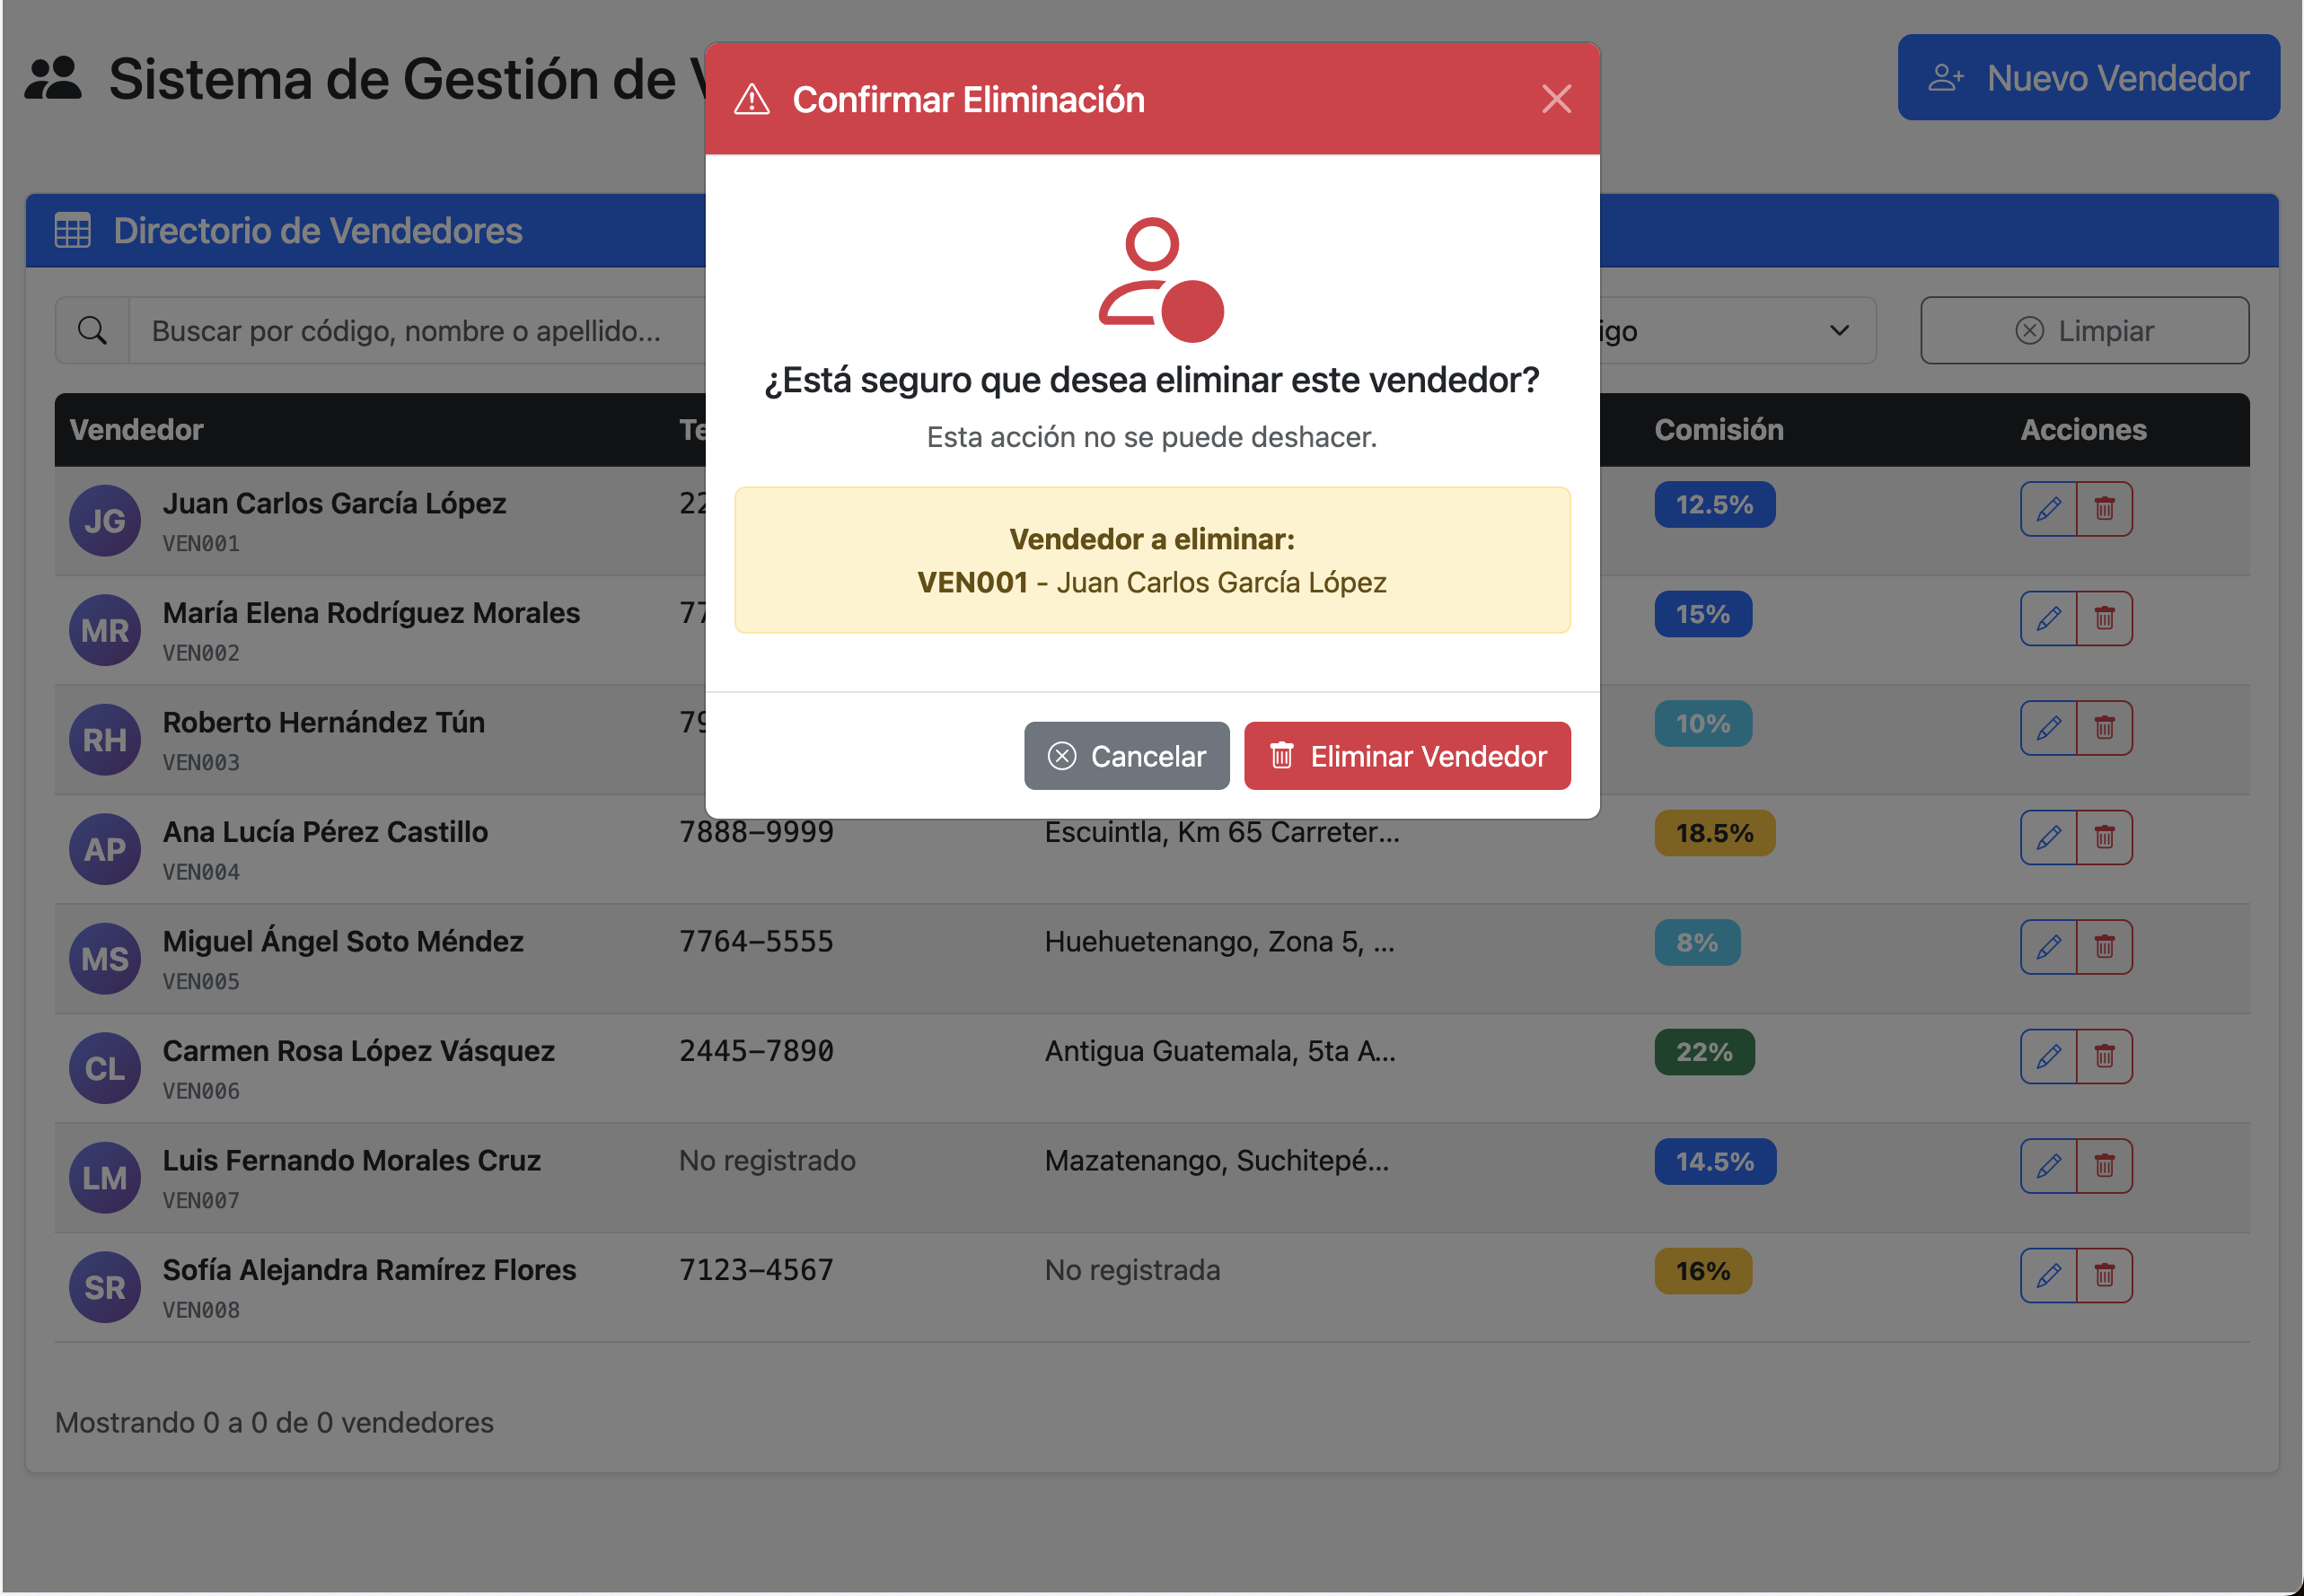 Sistema de Gestión de
Nuevo Vendedor
Confirmar Eliminación
Directorio de Vendedores
¿Está seguro que desea eliminar este vendedor?
Esta acción no se puede deshacer.
Vendedor a eliminar:
VEN001 - Juan Carlos García López
Cancelar
Eliminar Vendedor
Buscar por código, nombre o apellido...
Limpiar
Vendedor Comisión Acciones
JG Juan Carlos García López 12.5%
VEN001
MR María Elena Rodríguez Morales 15%
VEN002
RH Roberto Hernández Tún 10%
VEN003
AP Ana Lucía Pérez Castillo 7888-9999 Escuintla, Km 65 Carreter... 18.5%
VEN004
MS Miguel Ángel Soto Méndez 7764-5555 Huehuetenango, Zona 5, ... 8%
VEN005
CL Carmen Rosa López Vásquez 2445-7890 Antigua Guatemala, 5ta A... 22%
VEN006
LM Luis Fernando Morales Cruz No registrado Mazatenango, Suchitepé... 14.5%
VEN007
SR Sofía Alejandra Ramírez Flores 7123-4567 No registrada 16%
VEN008
Mostrando 0 a 0 de 0 vendedores